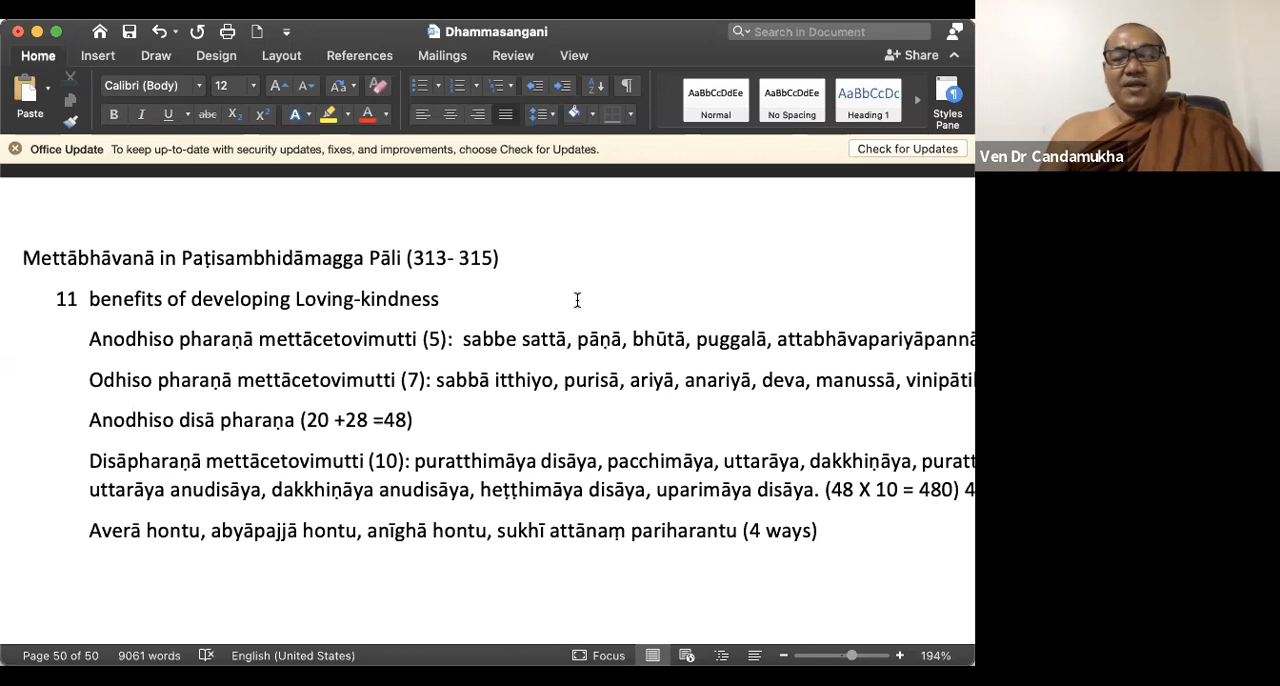 Dhammasangani
Search in Document
Home Insert Draw Design Layout References Mailings Review View
Share
Paste
Calibri (Body) 12
AaBbCcDdEe AaBbCcDdEe AaBbCcDc
Normal No Spacing Heading 1
Styles Pane
Office Update To keep up-to-date with security updates, fixes, and improvements, choose Check for Updates.
Check for Updates
Ven Dr Candamukha
Mettābhāvanā in Paṭisambhidāmagga Pāli (313- 315)
11 benefits of developing Loving-kindness
Anodhiso pharaṇā mettācetovimutti (5): sabbe sattā, pāṇā, bhūtā, puggalā, attabhāvapariyāpannā
Odhiso pharaṇā mettācetovimutti (7): sabbā itthiyo, purisā, ariyā, anariyā, deva, manussā,
Anodhiso disā pharaṇa (20 +28 =48)
Disāpharaṇā mettācetovimutti (10): puratthimāya disāya, pacchimāya, uttarāya, dakkhiṇāya,
uttarāya anudisāya, dakkhiṇāya anudisāya, heṭṭhimāya disāya, uparimāya disāya. (48 X 10 = 480) 4
Averā hontu, abyāpajjā hontu, anīghā hontu, sukhī attānaṃ pariharantu (4 ways)
Page 50 of 50 9061 words English (United States) Focus 194%